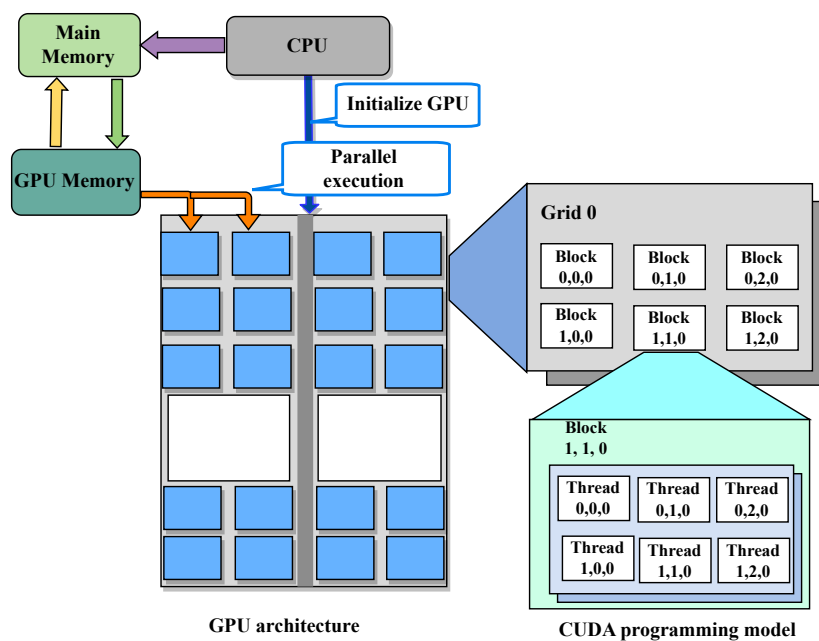 Main
Memory
CPU
Initialize GPU
Parallel
execution
GPU Memory
Grid 0
Block
0,0,0
Block
0,1,0
Block
0,2,0
Block
1,0,0
Block
1,1,0
Block
1,2,0
Block
1, 1, 0
Thread
0,0,0
Thread
0,1,0
Thread
0,2,0
Thread
1,0,0
Thread
1,1,0
Thread
1,2,0
GPU architecture
CUDA programming model